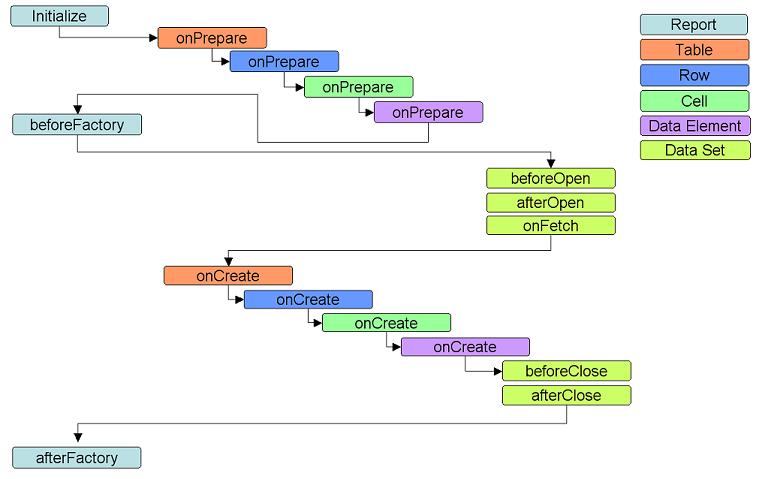 Initialize
Report
onPrepare
Table
onPrepare
Row
onPrepare
Cell
onPrepare
beforeFactory
Data Element
Data Set
beforeOpen
afterOpen
onFetch
onCreate
onCreate
onCreate
onCreate
beforeClose
afterClose
afterFactory